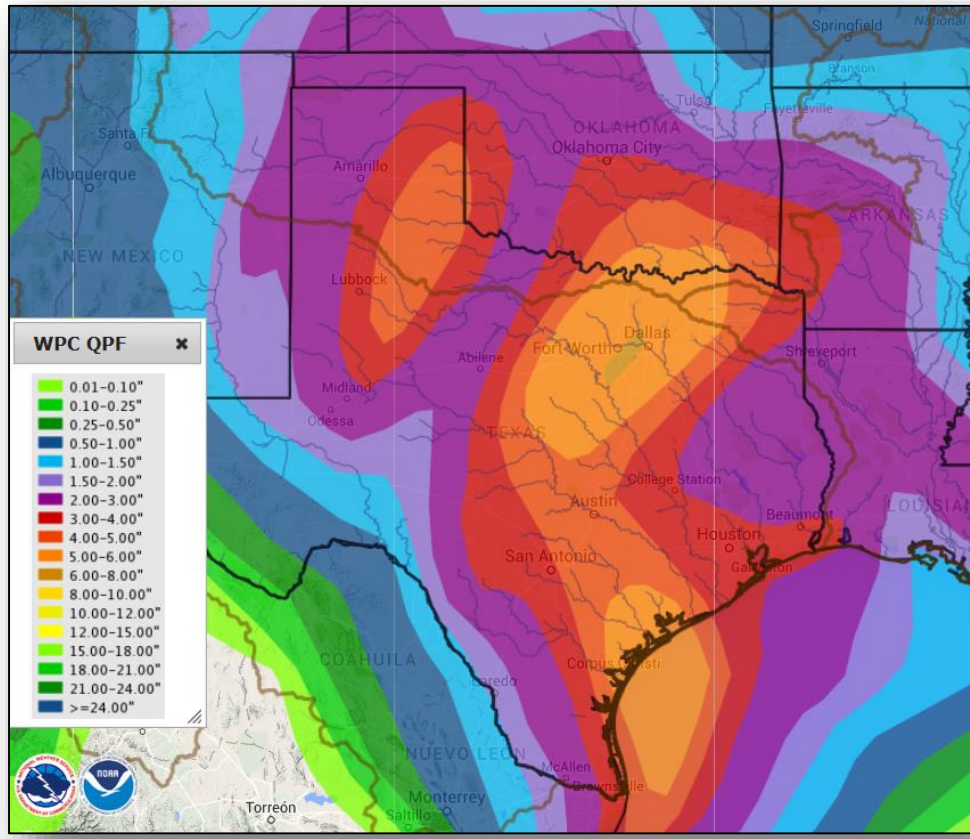 Springfield
National
Branson
Tulsa
Fayetteville
Santa Fe
OKLAHOMA
Oklahoma City
Amarillo
Albuquerque
ARKANSAS
NEW MEXICO
Lubbock
Dallas
Fort Worth
Shreveport
Abilene
Midland
Odessa
TEXAS
College Station
Austin
Beaumont
LOUISIAN
Houston
San Antonio
Galveston
Corpus Christi
COAHUILA
Laredo
NUEVO LEON
McAllen
Brownsville
Monterrey
Torreón
Saltillo
WPC QPF ×
0.01-0.10"
0.10-0.25"
0.25-0.50"
0.50-1.00"
1.00-1.50"
1.50-2.00"
2.00-3.00"
3.00-4.00"
4.00-5.00"
5.00-6.00"
6.00-8.00"
8.00-10.00"
10.00-12.00"
12.00-15.00"
15.00-18.00"
18.00-21.00"
21.00-24.00"
>=24.00"
NATIONAL WEATHER SERVICE
NOAA